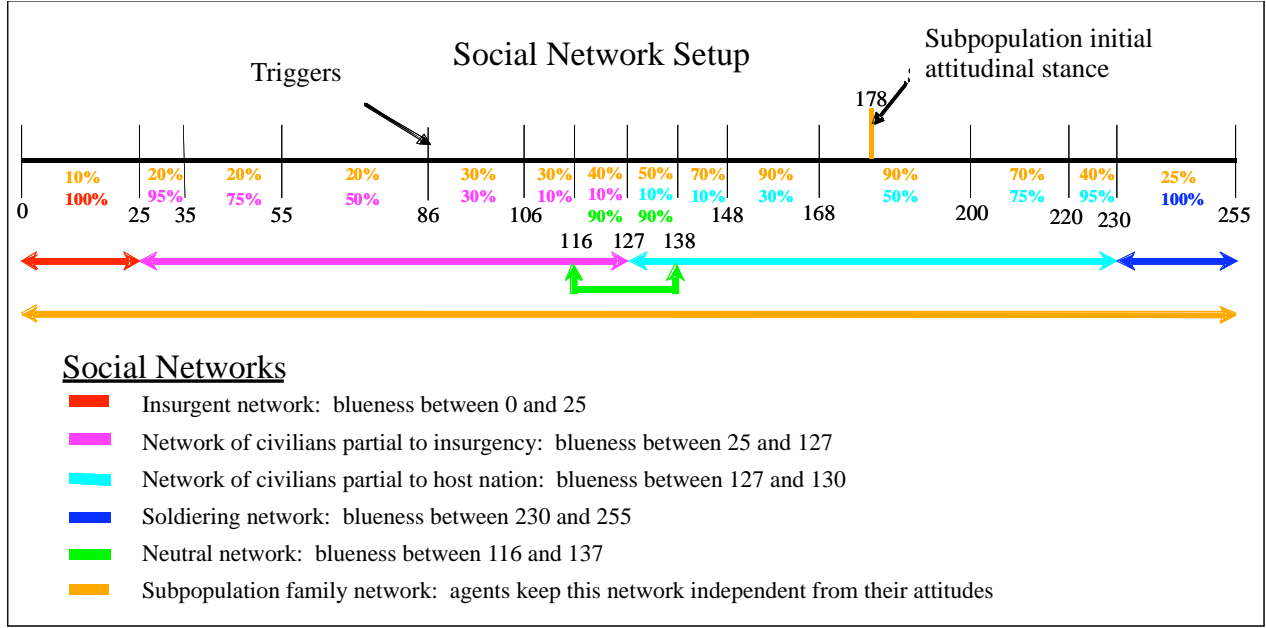 Social Network Setup
Subpopulation initial
attitudinal stance
Triggers
178
10% 20% 20% 20% 30% 30% 40% 50% 70% 90% 90% 70% 40% 25%
100% 95% 75% 50% 30% 10% 10% 10% 10% 30% 50% 75% 95% 100%
90% 90%
0 25 35 55 86 106 148 168 200 220 230 255
116 127 138
Social Networks
Insurgent network: blueness between 0 and 25
Network of civilians partial to insurgency: blueness between 25 and 127
Network of civilians partial to host nation: blueness between 127 and 130
Soldiering network: blueness between 230 and 255
Neutral network: blueness between 116 and 137
Subpopulation family network: agents keep this network independent from their attitudes